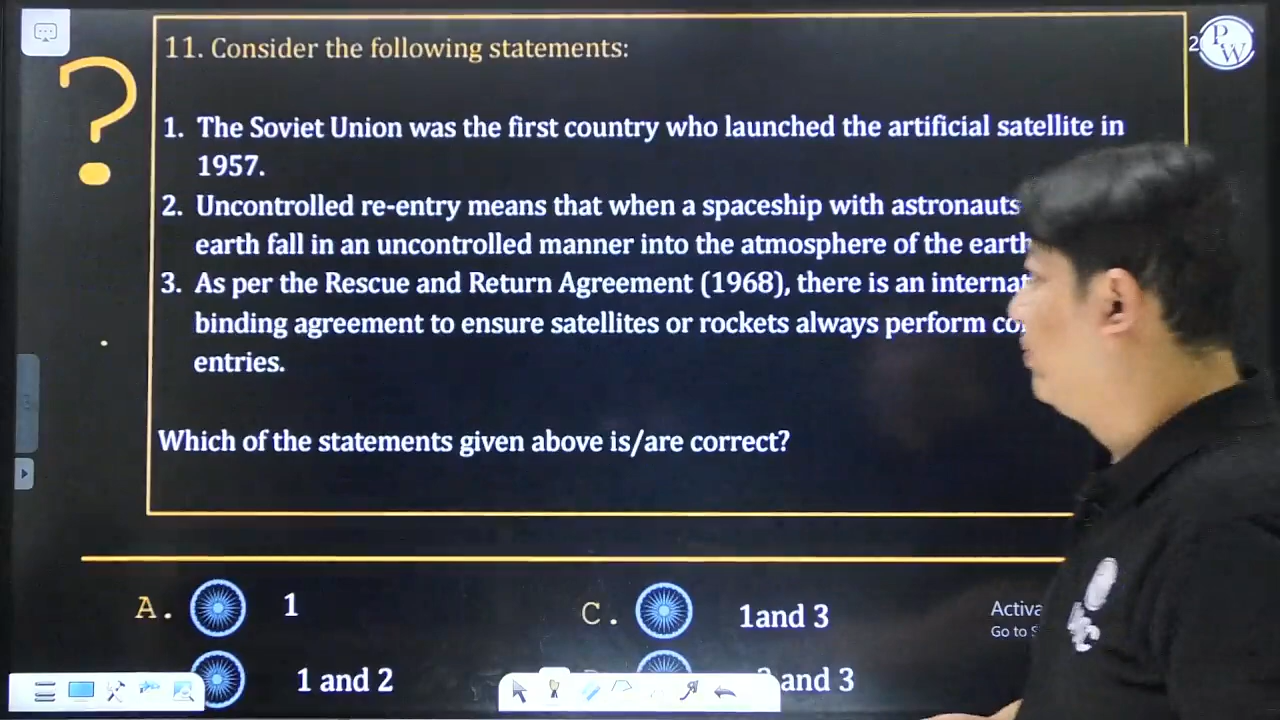 11. Consider the following statements:
2
PW
1. The Soviet Union was the first country who launched the artificial satellite in
1957.
2. Uncontrolled re-entry means that when a spaceship with astronauts
earth fall in an uncontrolled manner into the atmosphere of the earth
3. As per the Rescue and Return Agreement (1968), there is an
binding agreement to ensure satellites or rockets always perform
entries.
Which of the statements given above is/are correct?
A. 1
C. 1and 3
1 and 2
and 3
Go to